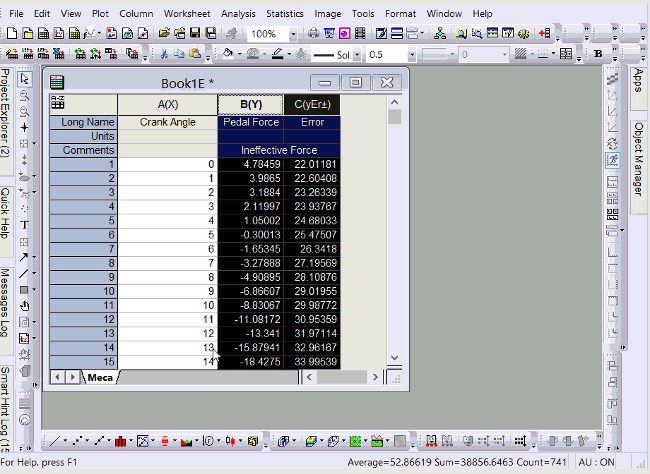 File Edit View Plot Column Worksheet Analysis Statistics Image Tools Format Window Help
100%
Sol 0.5 0 B
Project Explorer (2)
Quick Help
Messages Log
Smart Hint Log (15
Apps
Object Manager
Book1E *
A(X) B(Y) C(yEr±)
Long Name Crank Angle Pedal Force Error
Units
Comments Ineffective Force
1 0 4.78459 22.01181
2 1 3.9865 22.60408
3 2 3.1884 23.26339
4 3 2.11997 23.93767
5 4 1.05002 24.68033
6 5 -0.30013 25.47507
7 6 -1.65345 26.3418
8 7 -3.27888 27.19569
9 8 -4.90895 28.10876
10 9 -6.86607 29.01955
11 10 -8.83067 29.98772
12 11 -11.08172 30.95359
13 12 -13.341 31.97114
14 13 -15.87941 32.96167
15 14 -18.4275 33.99539
Meca
For Help, press F1 Average=52.86619 Sum=38856.6463 Count=741 AU : ON